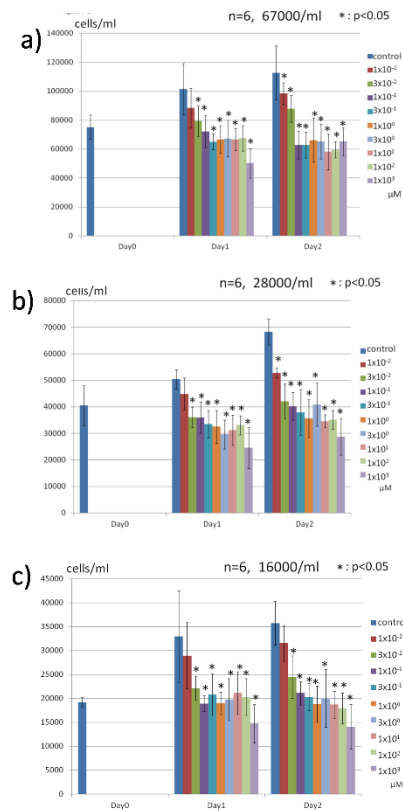 a)
cells/ml
n=6, 67000/ml *: p<0.05
140000
120000
100000
80000
60000
40000
20000
0
Day0 Day1 Day2
control
1x10⁻²
3x10⁻²
1x10⁻¹
3x10⁻¹
1x10⁰
3x10⁰
1x10¹
1x10²
1x10³
μM
b)
cells/ml
n=6, 28000/ml *: p<0.05
80000
70000
60000
50000
40000
30000
20000
10000
0
Day0 Day1 Day2
control
1x10⁻²
3x10⁻²
1x10⁻¹
3x10⁻¹
1x10⁰
3x10⁰
1x10¹
1x10²
1x10³
μM
c)
cells/ml
n=6, 16000/ml *: p<0.05
45000
40000
35000
30000
25000
20000
15000
10000
5000
0
Day0 Day1 Day2
control
1x10⁻²
3x10⁻²
1x10⁻¹
3x10⁻¹
1x10⁰
3x10⁰
1x10¹
1x10²
1x10³
μM